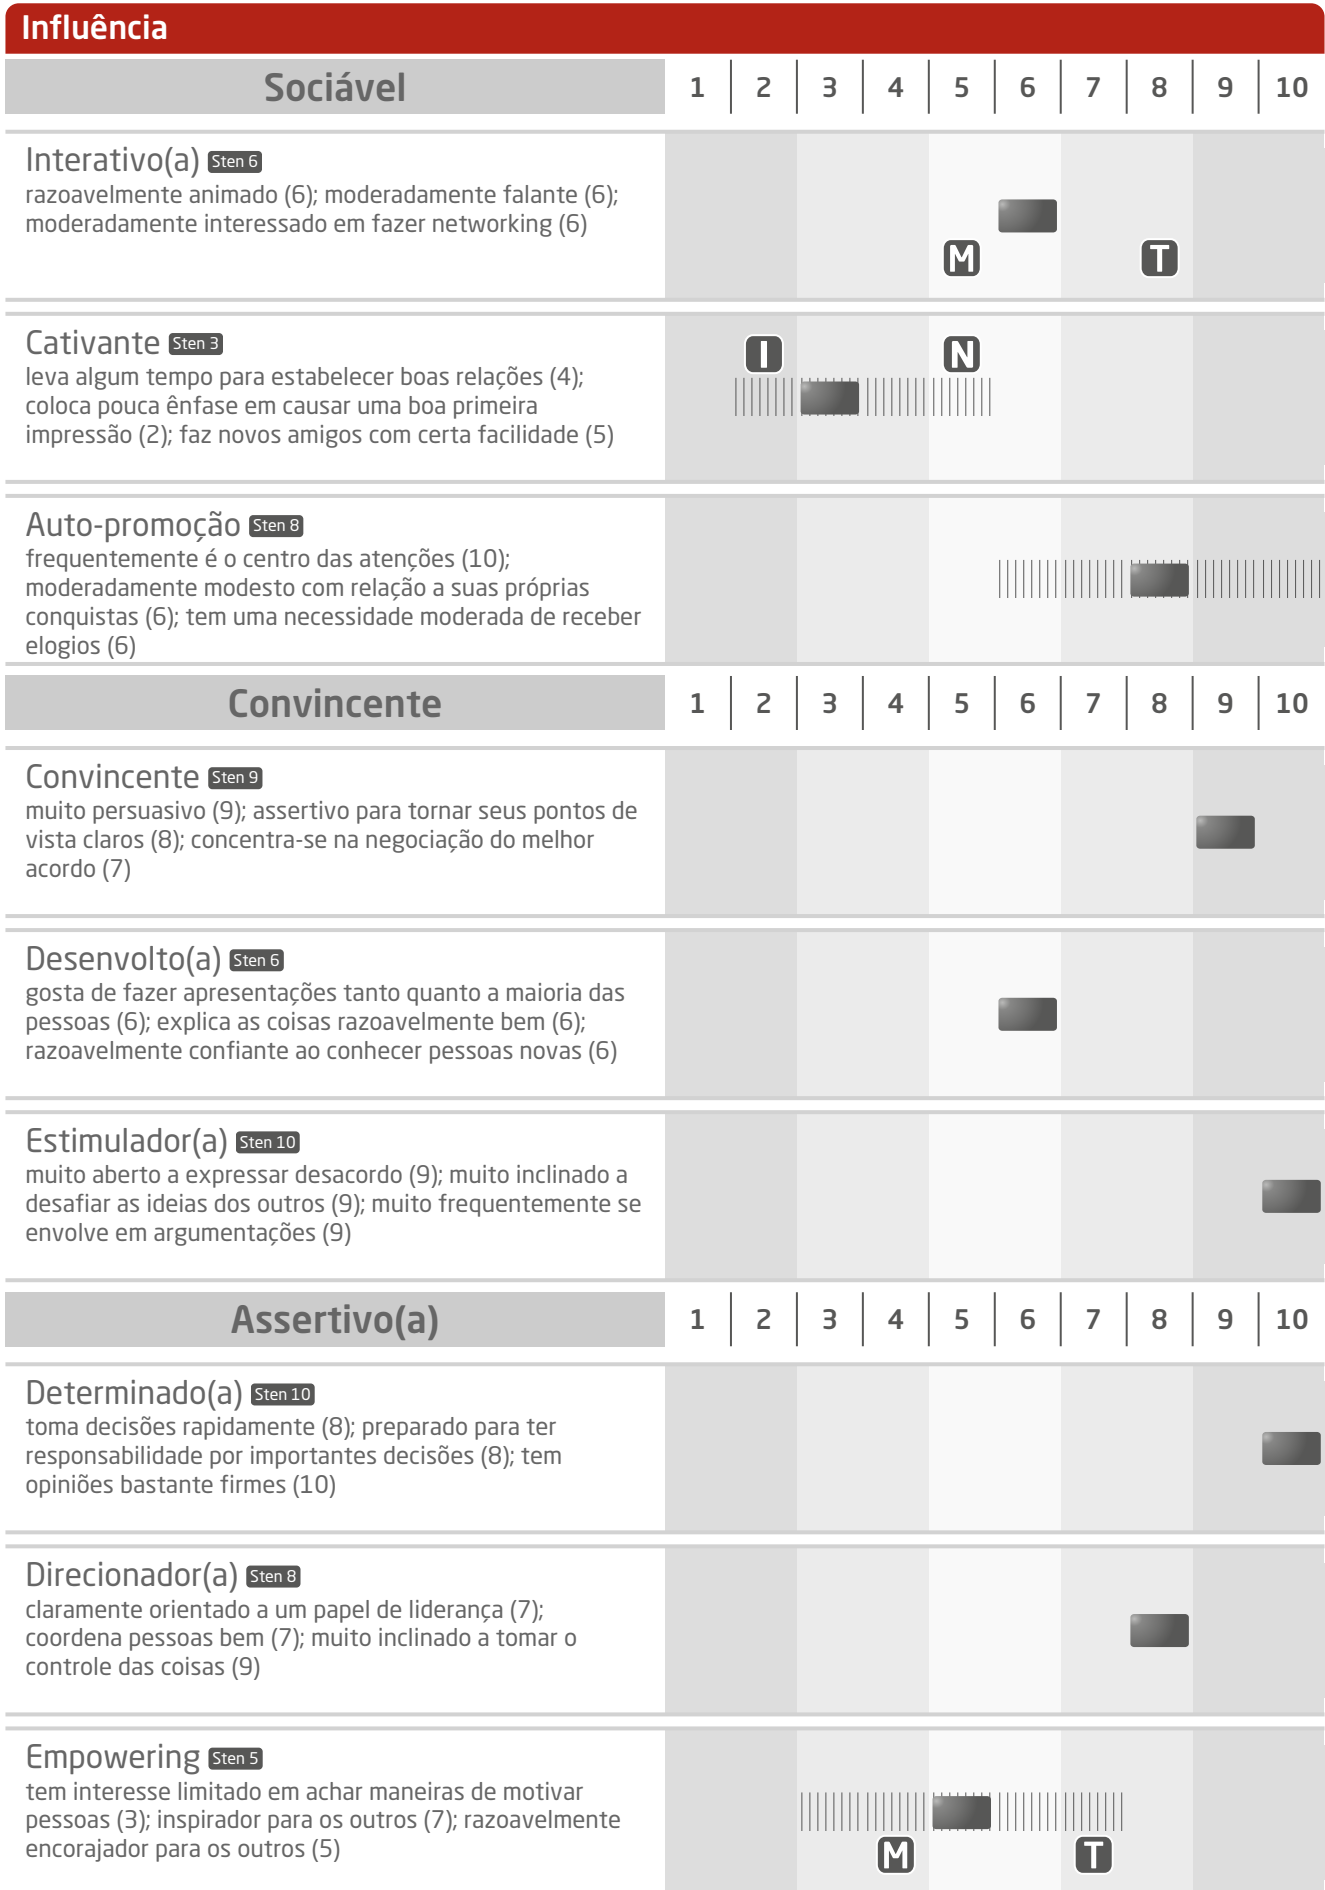 Influência
Sociável 1 2 3 4 5 6 7 8 9 10
Interativo(a) Sten 6
razoavelmente animado (6); moderadamente falante (6);
moderadamente interessado em fazer networking (6)
M T
Cativante Sten 3
I N
leva algum tempo para estabelecer boas relações (4);
coloca pouca ênfase em causar uma boa primeira
impressão (2); faz novos amigos com certa facilidade (5)
Auto-promoção Sten 8
frequentemente é o centro das atenções (10);
moderadamente modesto com relação a suas próprias
conquistas (6); tem uma necessidade moderada de receber
elogios (6)
Convincente 1 2 3 4 5 6 7 8 9 10
Convincente Sten 9
muito persuasivo (9); assertivo para tornar seus pontos de
vista claros (8); concentra-se na negociação do melhor
acordo (7)
Desenvolto(a) Sten 6
gosta de fazer apresentações tanto quanto a maioria das
pessoas (6); explica as coisas razoavelmente bem (6);
razoavelmente confiante ao conhecer pessoas novas (6)
Estimulador(a) Sten 10
muito aberto a expressar desacordo (9); muito inclinado a
desafiar as ideias dos outros (9); muito frequentemente se
envolve em argumentações (9)
Assertivo(a) 1 2 3 4 5 6 7 8 9 10
Determinado(a) Sten 10
toma decisões rapidamente (8); preparado para ter
responsabilidade por importantes decisões (8); tem
opiniões bastante firmes (10)
Direcionador(a) Sten 8
claramente orientado a um papel de liderança (7);
coordena pessoas bem (7); muito inclinado a tomar o
controle das coisas (9)
Empowering Sten 5
tem interesse limitado em achar maneiras de motivar
pessoas (3); inspirador para os outros (7); razoavelmente
encorajador para os outros (5)
M T